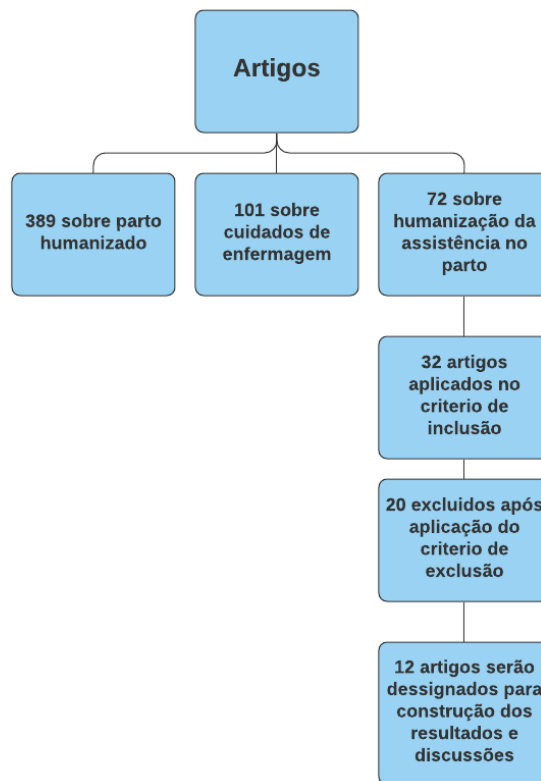 Artigos
389 sobre parto
humanizado
101 sobre
cuidados de
enfermagem
72 sobre
humanização da
assistência no
parto
32 artigos
aplicados no
criterio de
inclusão
20 excluidos após
aplicação do
criterio de
exclusão
12 artigos serão
dessignados para
construção dos
resultados e
discussões